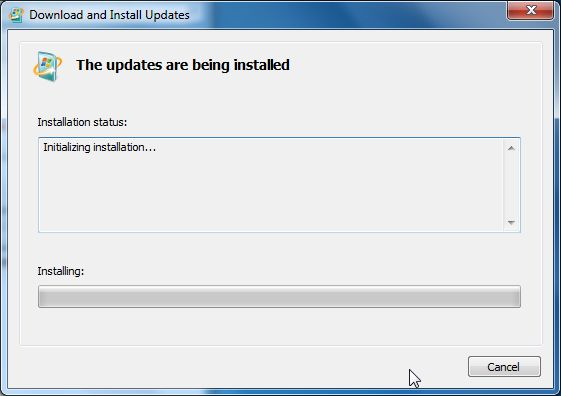 Download and Install Updates
The updates are being installed
Installation status:
Initializing installation...
Installing:
Cancel